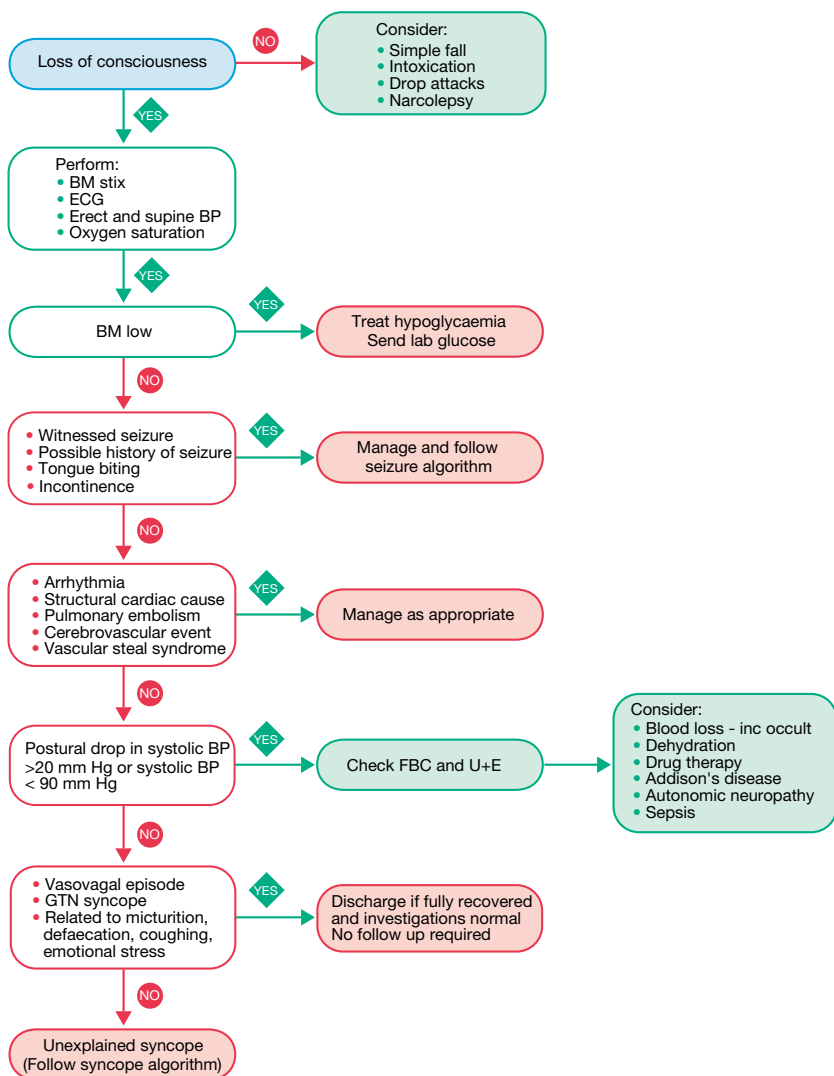 Loss of consciousness
NO
Consider:
• Simple fall
• Intoxication
• Drop attacks
• Narcolepsy
YES
Perform:
• BM stix
• ECG
• Erect and supine BP
• Oxygen saturation
YES
BM low
YES
Treat hypoglycaemia
Send lab glucose
NO
• Witnessed seizure
• Possible history of seizure
• Tongue biting
• Incontinence
YES
Manage and follow
seizure algorithm
NO
• Arrhythmia
• Structural cardiac cause
• Pulmonary embolism
• Cerebrovascular event
• Vascular steal syndrome
YES
Manage as appropriate
NO
Postural drop in systolic BP
>20 mm Hg or systolic BP
< 90 mm Hg
YES
Check FBC and U+E
Consider:
• Blood loss - inc occult
• Dehydration
• Drug therapy
• Addison's disease
• Autonomic neuropathy
• Sepsis
NO
• Vasovagal episode
• GTN syncope
• Related to micturition,
defaecation, coughing,
emotional stress
YES
Discharge if fully recovered
and investigations normal
No follow up required
NO
Unexplained syncope
(Follow syncope algorithm)